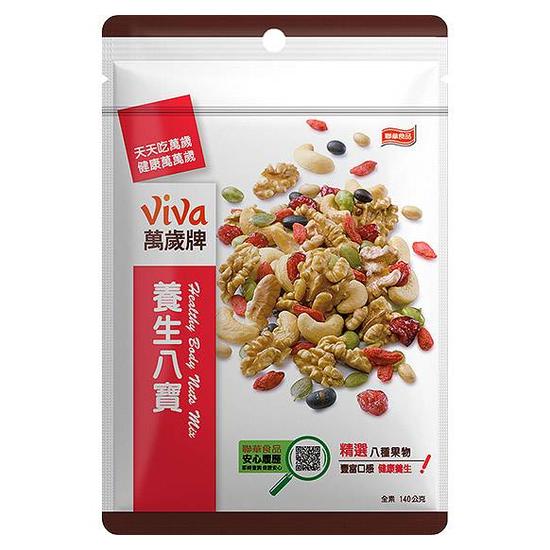 天天吃萬歲
健康萬萬歲
聯華食品
viva
萬歲牌
養生八寶
Healthy Body Nuts Mix
聯華食品
安心履歷
精選 八種果物
豐富口感 健康養生!
全素 140公克